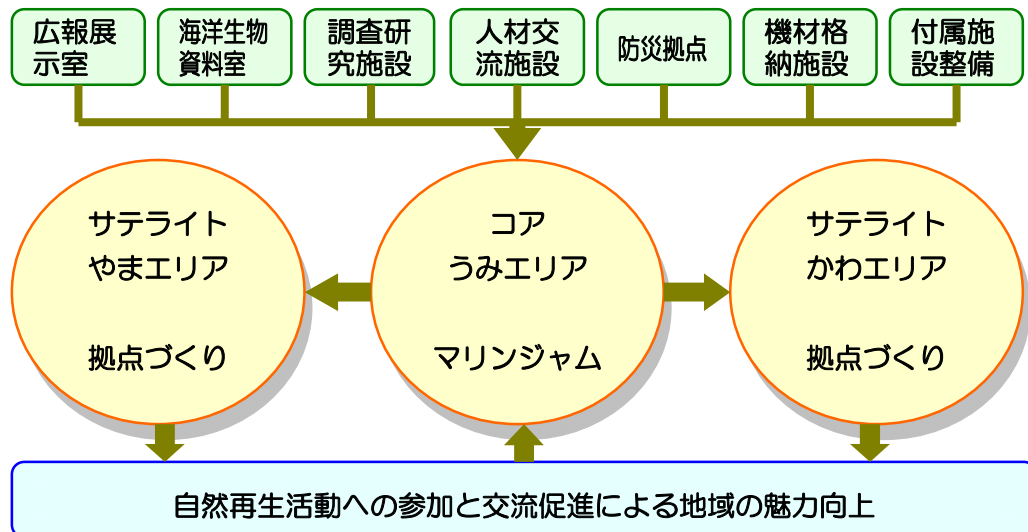 広報展
示室
海洋生物
資料室
調査研
究施設
人材交
流施設
防災拠点
機材格
納施設
付属施
設整備
サテライト
やまエリア
拠点づくり
コア
うみエリア
マリンジャム
サテライト
かわエリア
拠点づくり
自然再生活動への参加と交流促進による地域の魅力向上